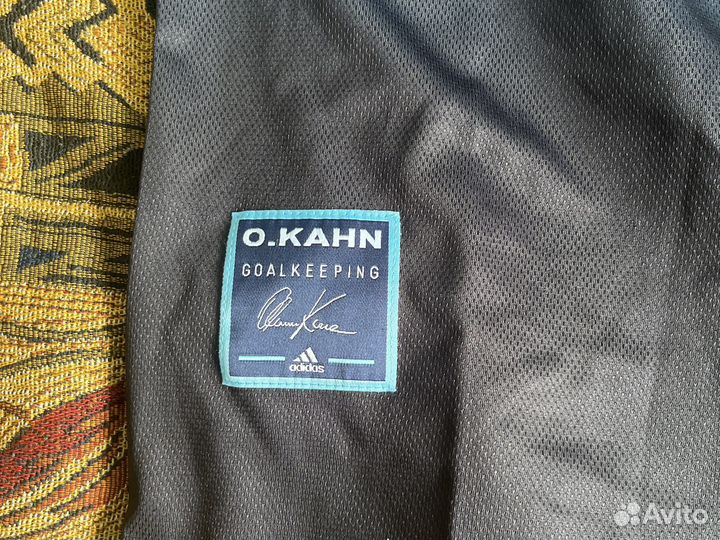 O.KAHN
GOALKEEPING
adidas
Avito